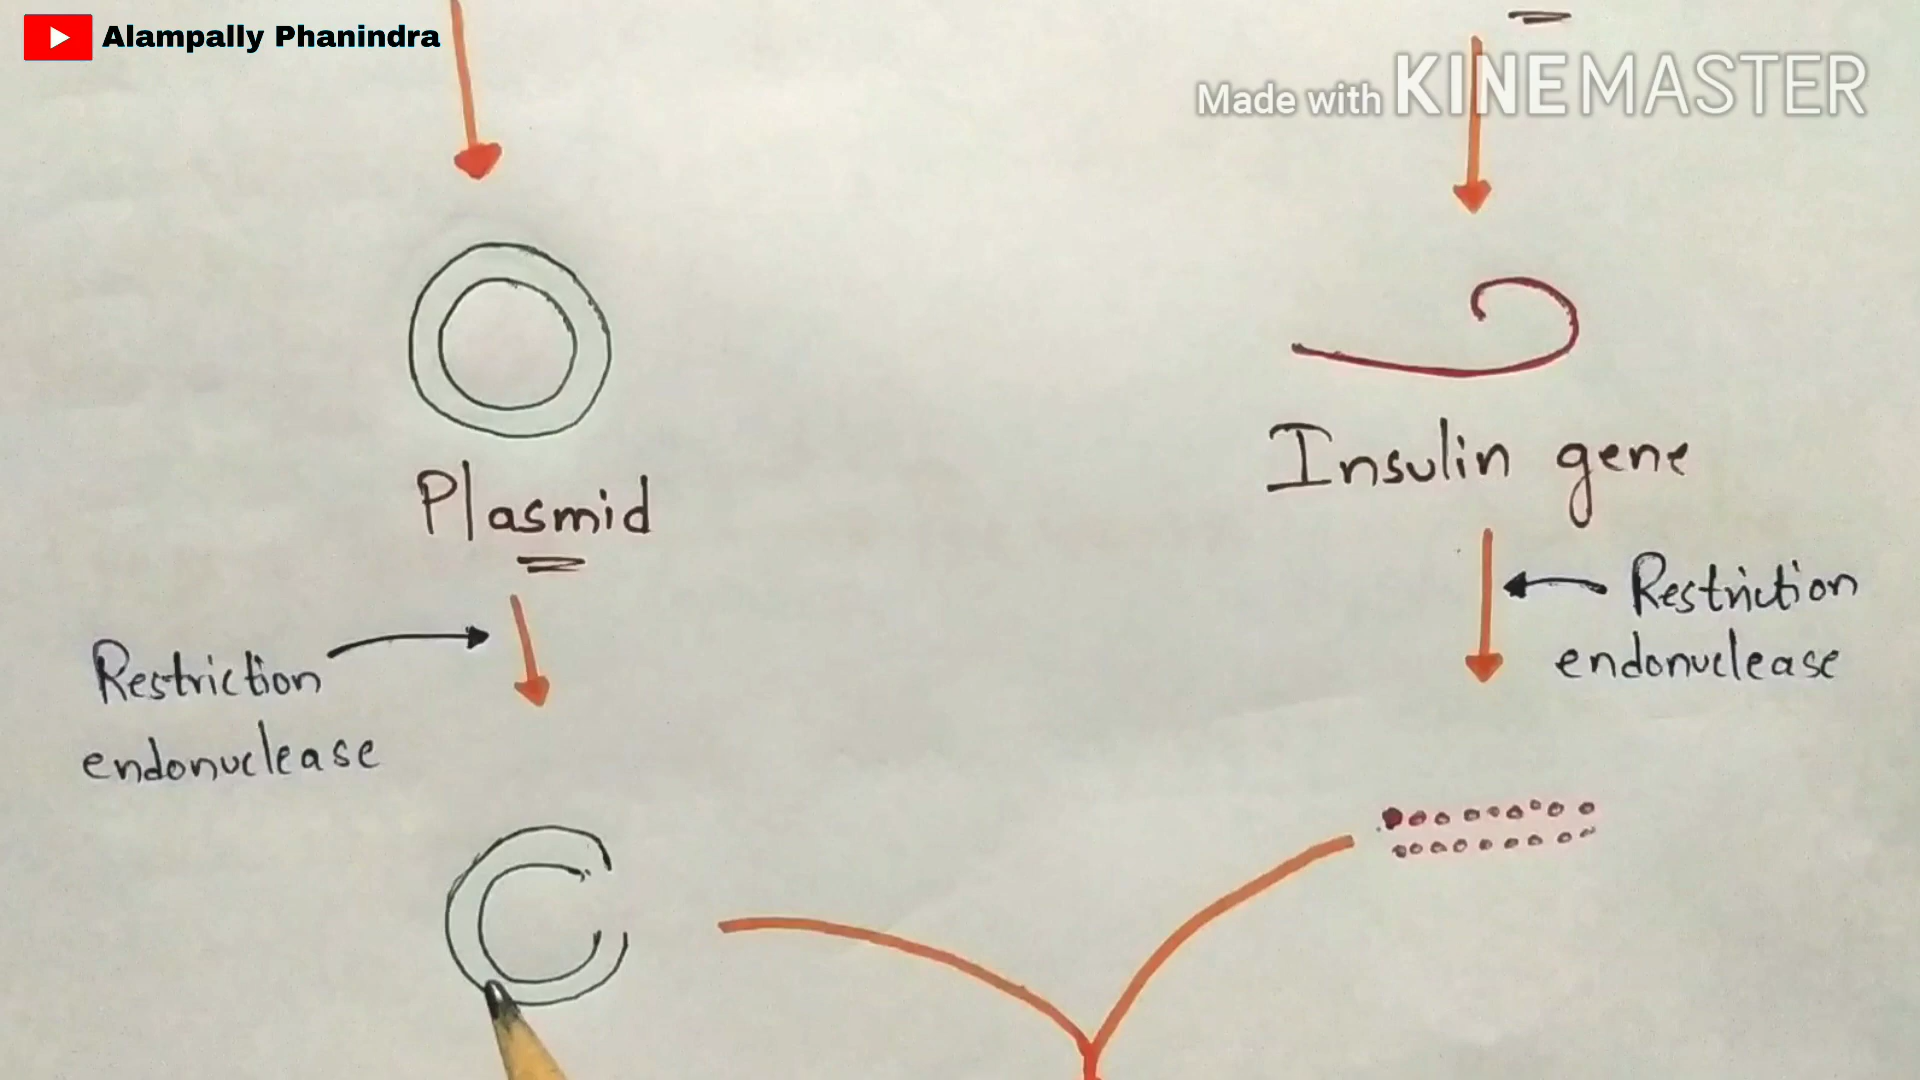 Alampally Phanindra
Made with KINEMASTER
Plasmid
Insulin gene
Restriction
endonuclease
Restriction
endonuclease